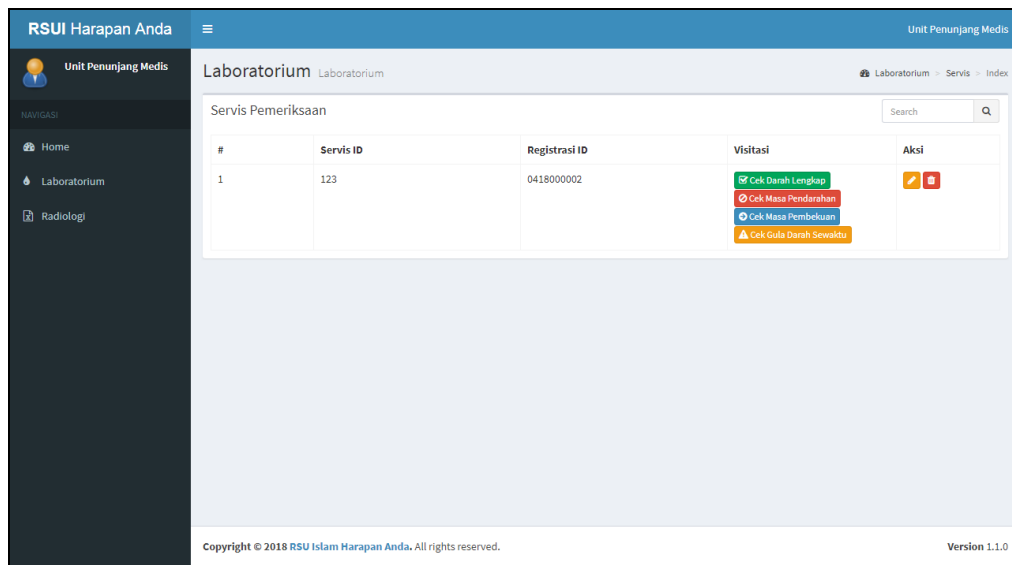 RSUI Harapan Anda
Unit Penunjang Medis
Unit Penunjang Medis
NAVIGASI
Home
Laboratorium
Radiologi
Laboratorium Laboratorium
Laboratorium > Servis > Index
Servis Pemeriksaan
Search
# Servis ID Registrasi ID Visitasi Aksi
1 123 0418000002 Cek Darah Lengkap
Cek Masa Pendarahan
Cek Masa Pembekuan
Cek Gula Darah Sewaktu
Copyright © 2018 RSU Islam Harapan Anda. All rights reserved.
Version 1.1.0